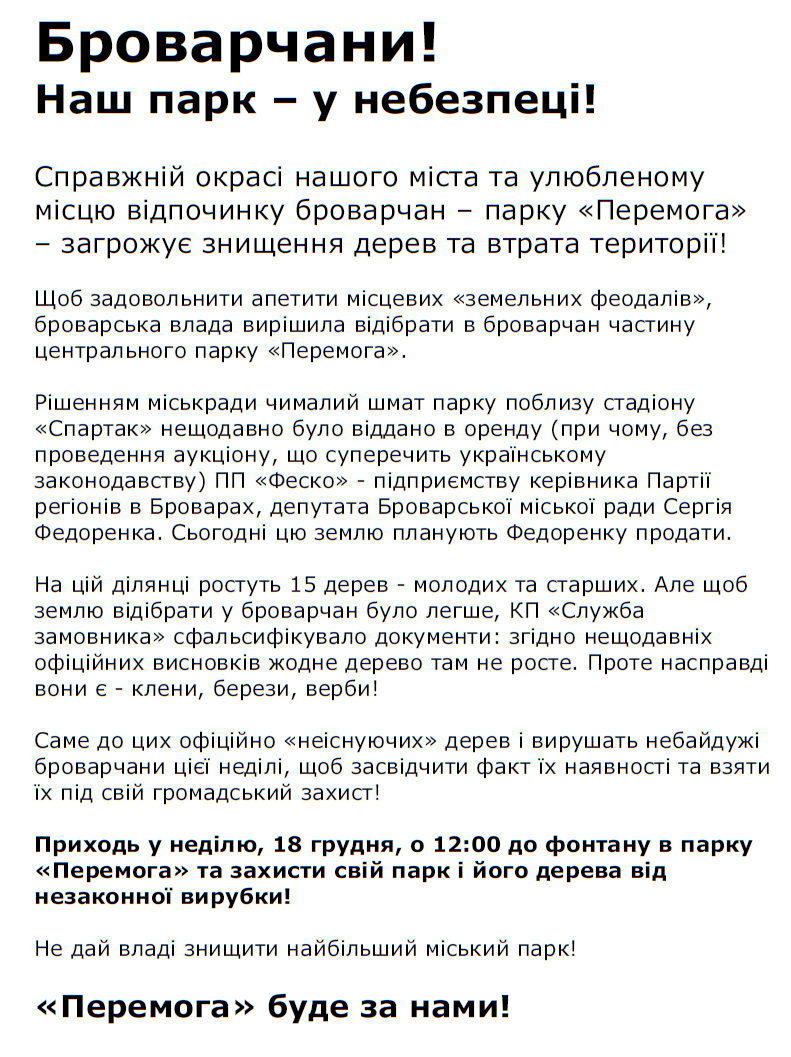 Броварчани!
Наш парк – у небезпеці!
Справжній окрасі нашого міста та улюбленому
місцю відпочинку броварчан – парку «Перемога»
– загрожує знищення дерев та втрата території!
Щоб задовольнити апетити місцевих «земельних феодалів»,
броварська влада вирішила відібрати в броварчан частину
центрального парку «Перемога».
Рішенням міськради чималий шмат парку поблизу стадіону
«Спартак» нещодавно було віддано в оренду (при чому, без
проведення аукціону, що суперечить українському
законодавству) ПП «Феско» - підприємству керівника Партії
регіонів в Броварах, депутата Броварської міської ради Сергія
Федоренка. Сьогодні цю землю планують Федоренку продати.
На цій ділянці ростуть 15 дерев - молодих та старших. Але щоб
землю відібрати у броварчан було легше, КП «Служба
замовника» сфальсифікувало документи: згідно нещодавніх
офіційних висновків жодне дерево там не росте. Проте насправді
вони є - клени, берези, верби!
Саме до цих офіційно «неіснуючих» дерев і вирушать небайдужі
броварчани цієї неділі, щоб засвідчити факт їх наявності та взяти
їх під свій громадський захист!
Приходь у неділю, 18 грудня, о 12:00 до фонтану в парку
«Перемога» та захисти свій парк і його дерева від
незаконної вирубки!
Не дай владі знищити найбільший міський парк!
«Перемога» буде за нами!